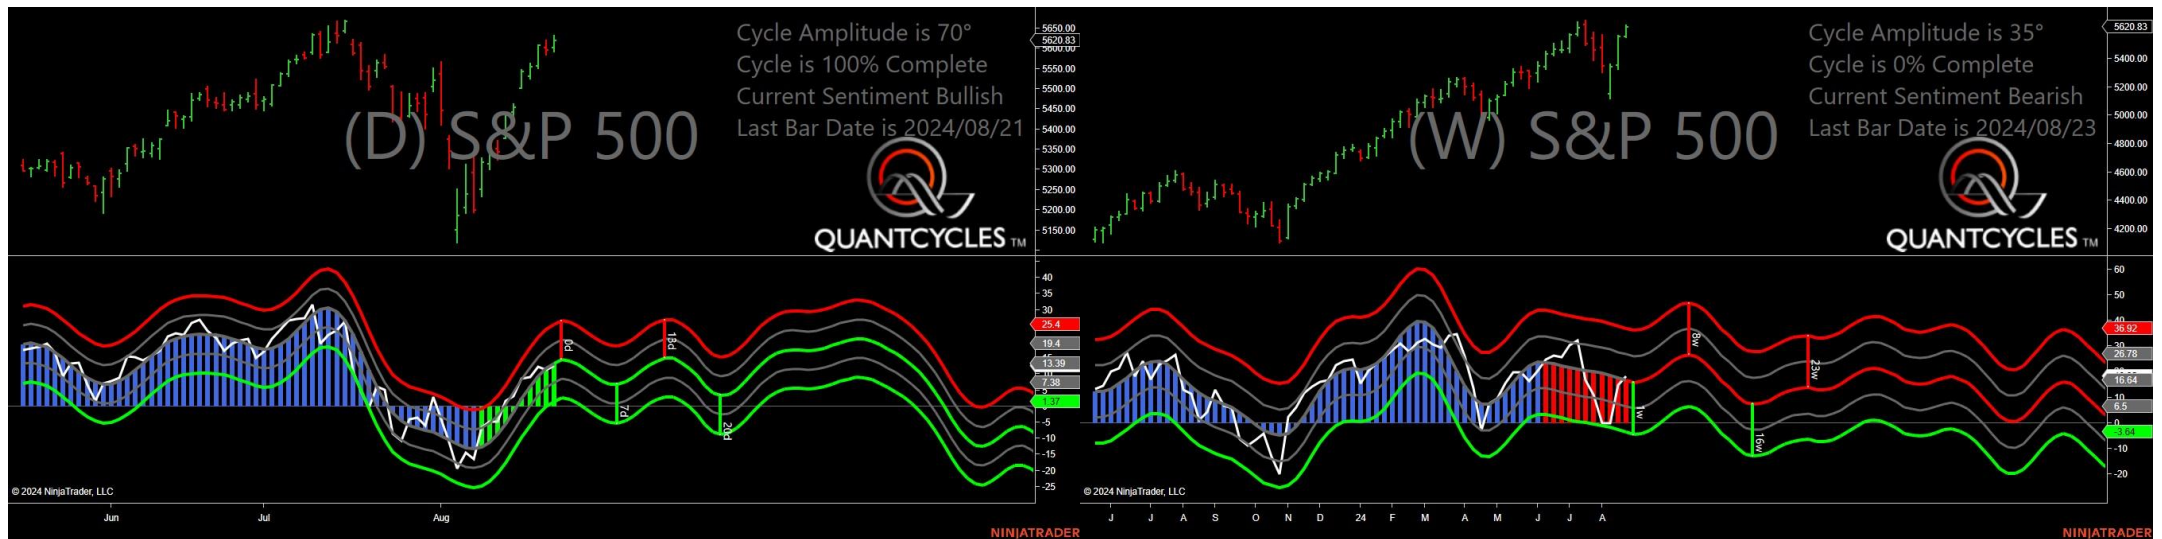 Cycle Amplitude is 70°
Cycle is 100% Complete
Current Sentiment Bullish
Last Bar Date is 2024/08/21
(D) S&P 500
QUANTCYCLES TM
5650.00
5620.83
5600.00
5550.00
5500.00
5450.00
5400.00
5350.00
5300.00
5250.00
5200.00
5150.00
40
35
30
25.4
19.4
13.39
7.38
1.37
-5
-10
-15
-20
-25
0d
7d
18d
20d
© 2024 NinjaTrader, LLC
Jun
Jul
Aug
NINJATRADER
Cycle Amplitude is 35°
Cycle is 0% Complete
Current Sentiment Bearish
Last Bar Date is 2024/08/23
(W) S&P 500
QUANTCYCLES TM
5620.83
5400.00
5200.00
5000.00
4800.00
4600.00
4400.00
4200.00
60
50
40
36.92
26.78
16.64
10
6.5
0
-3.64
-10
-20
1w
8w
16w
23w
© 2024 NinjaTrader, LLC
J
J
A
S
O
N
D
24
F
M
A
M
J
J
A
NINJATRADER